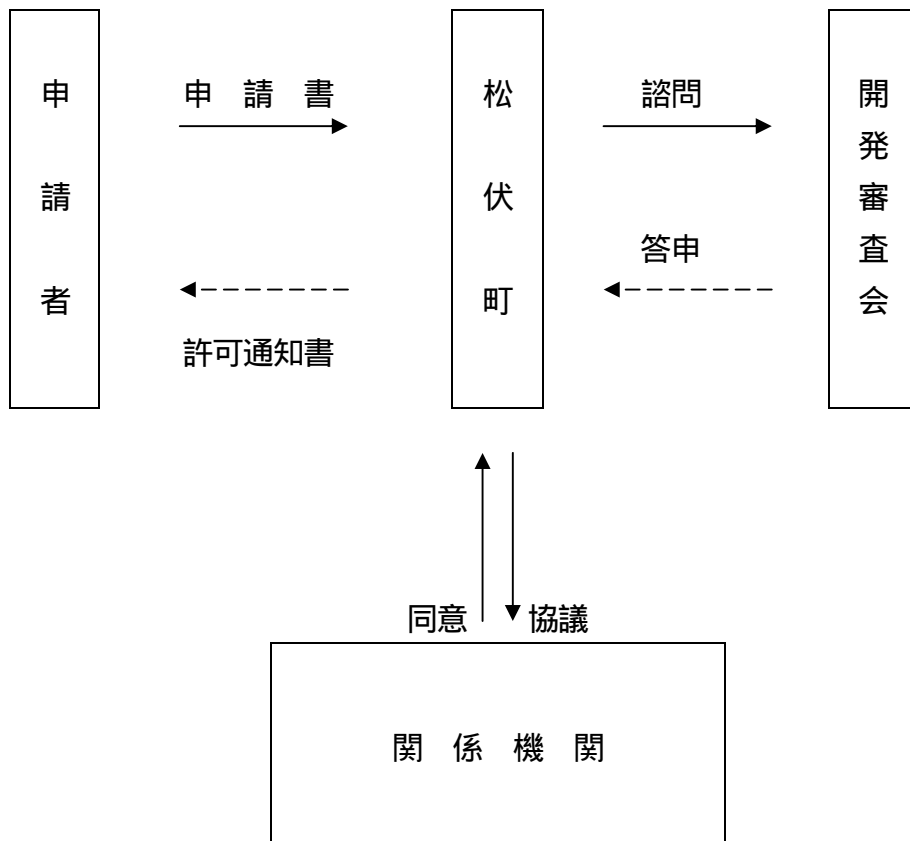 申請者
申 請 書
許可通知書
松伏町
諮問
答申
開発審査会
同意
協議
関 係 機 関